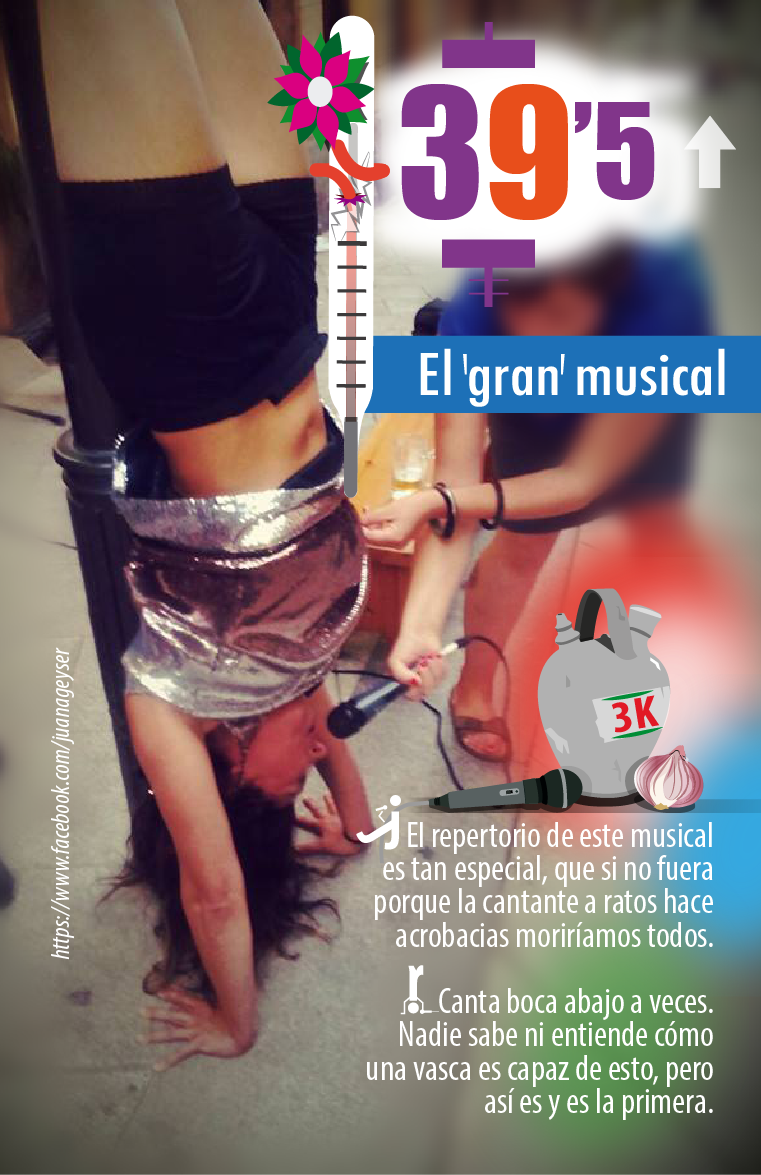 39'5
El 'gran' musical
3K
https://www.facebook.com/juanageyser
El repertorio de este musical
es tan especial, que si no fuera
porque la cantante a ratos hace
acrobacias moriríamos todos.
Canta boca abajo a veces.
Nadie sabe ni entiende cómo
una vasca es capaz de esto, pero
así es y es la primera.